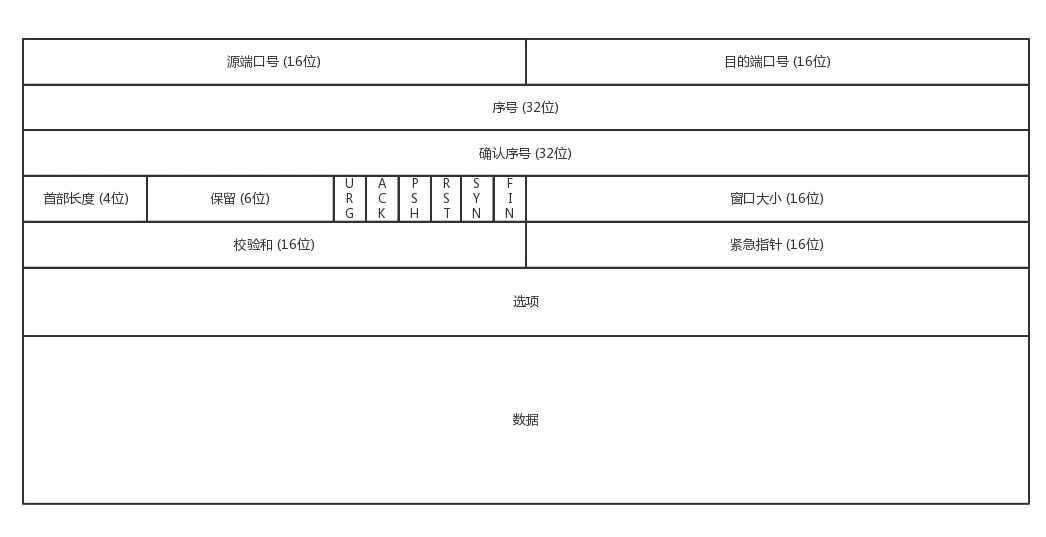 源端口号 (16位) 目的端口号 (16位)
序号 (32位)
确认序号 (32位)
首部长度 (4位) 保留 (6位) URG ACK PSH RST SYN FIN 窗口大小 (16位)
校验和 (16位) 紧急指针 (16位)
选项
数据